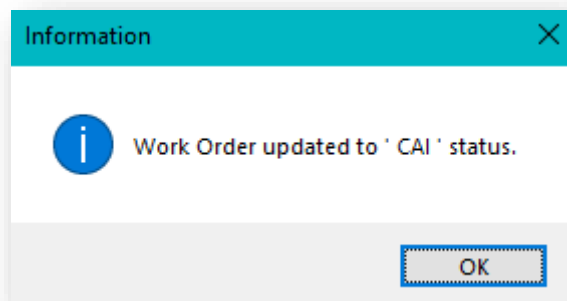 Information
Work Order updated to ' CAI ' status.
OK